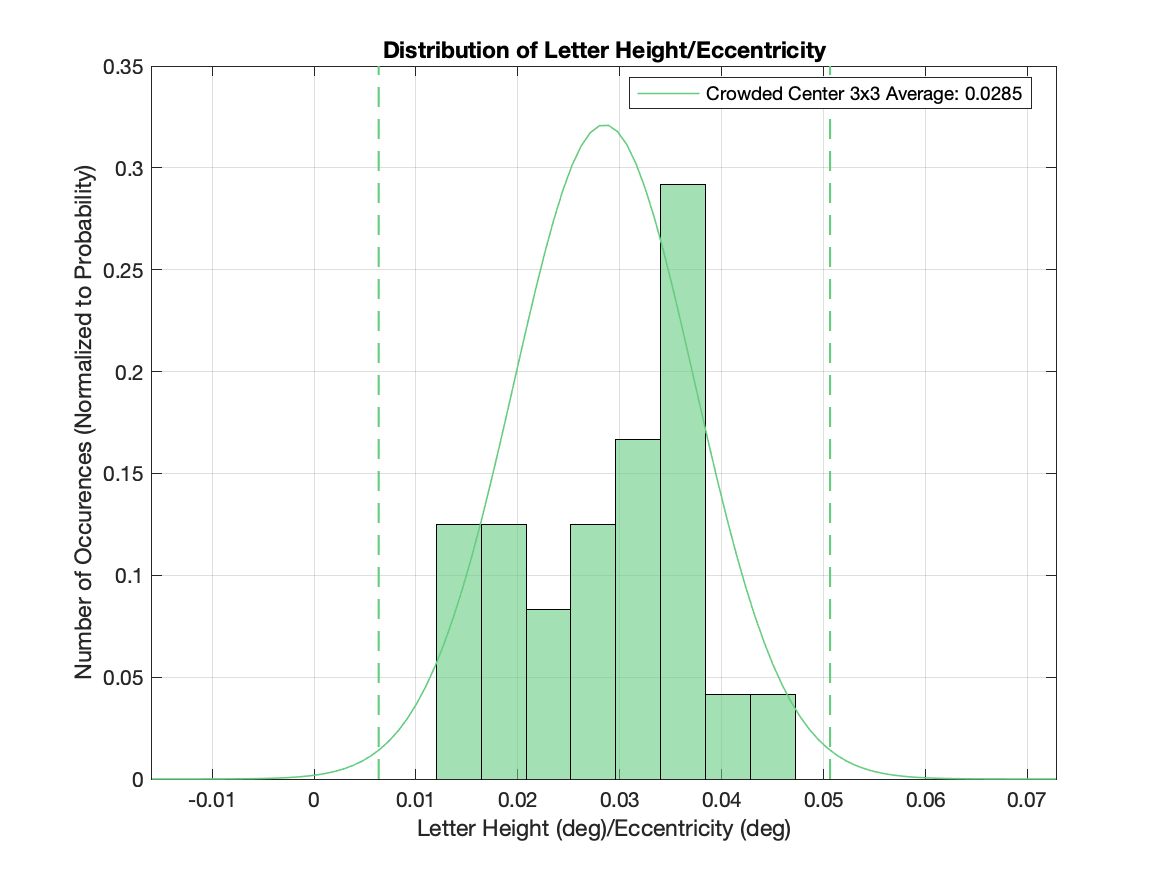 Distribution of Letter Height/Eccentricity
Crowded Center 3x3 Average: 0.0285
Number of Occurences (Normalized to Probability)
0.35
0.3
0.25
0.2
0.15
0.1
0.05
0
-0.01 0 0.01 0.02 0.03 0.04 0.05 0.06 0.07
Letter Height (deg)/Eccentricity (deg)